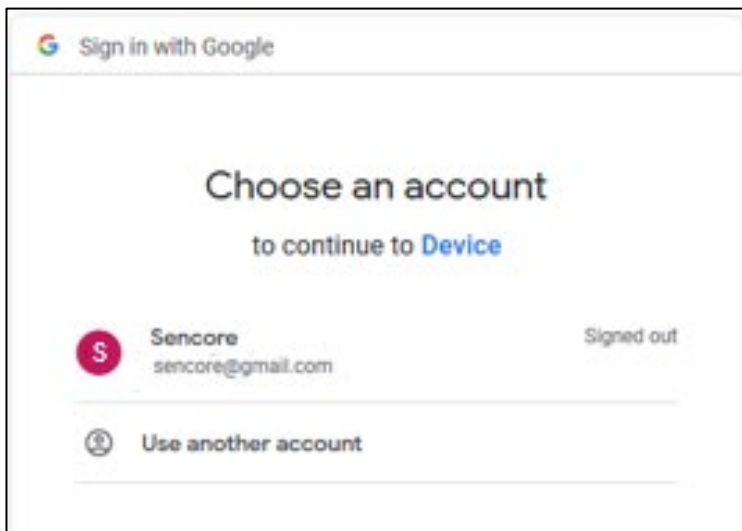 Sign in with Google
Choose an account
to continue to Device
S
Sencore
Signed out
sencore@gmail.com
Use another account